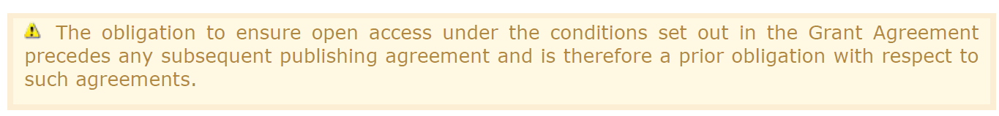 The obligation to ensure open access under the conditions set out in the Grant Agreement
precedes any subsequent publishing agreement and is therefore a prior obligation with respect to
such agreements.